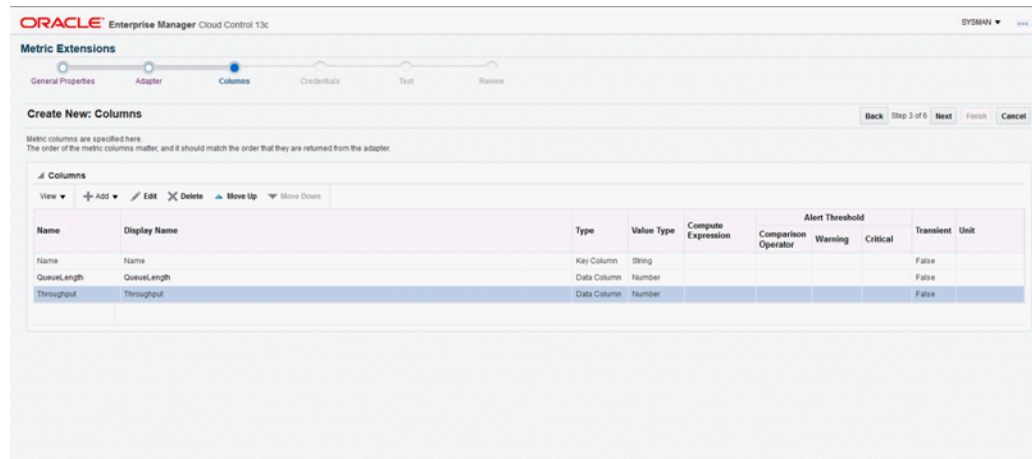 ORACLE Enterprise Manager Cloud Control 13c SYSMAN
Metric Extensions
General Properties Adapter Columns Credentials Test Review
Create New: Columns Back Step 3 of 6 Next Finish Cancel
Metric columns are specified here.
The order of the metric columns matter, and it should match the order that they are returned from the adapter.
Columns
View Add Edit Delete Move Up Move Down
Alert Threshold
Name Display Name Type Value Type Compute Expression Comparison Operator Warning Critical Transient Unit
Name Name Key Column String False
QueueLength QueueLength Data Column Number False
Throughput Throughput Data Column Number False